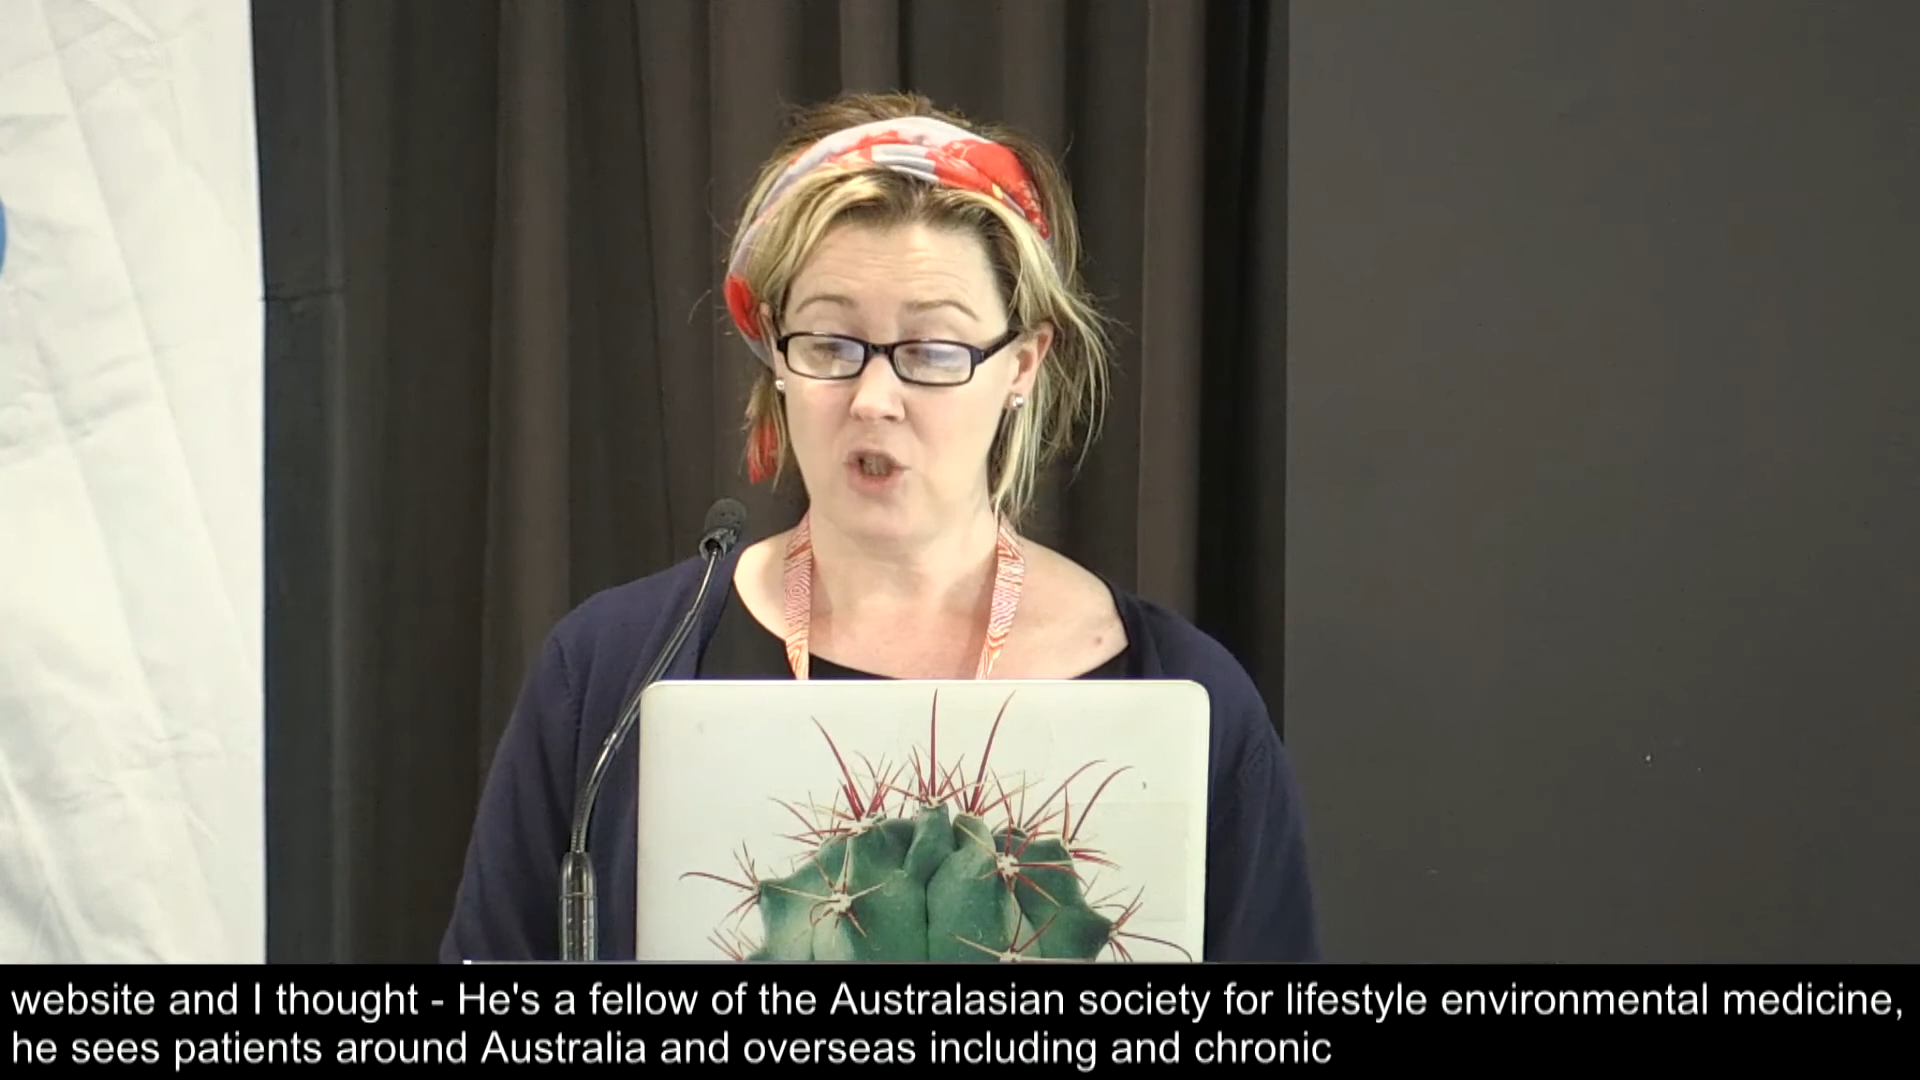 website and I thought - He's a fellow of the Australasian society for lifestyle environmental medicine,
he sees patients around Australia and overseas including and chronic